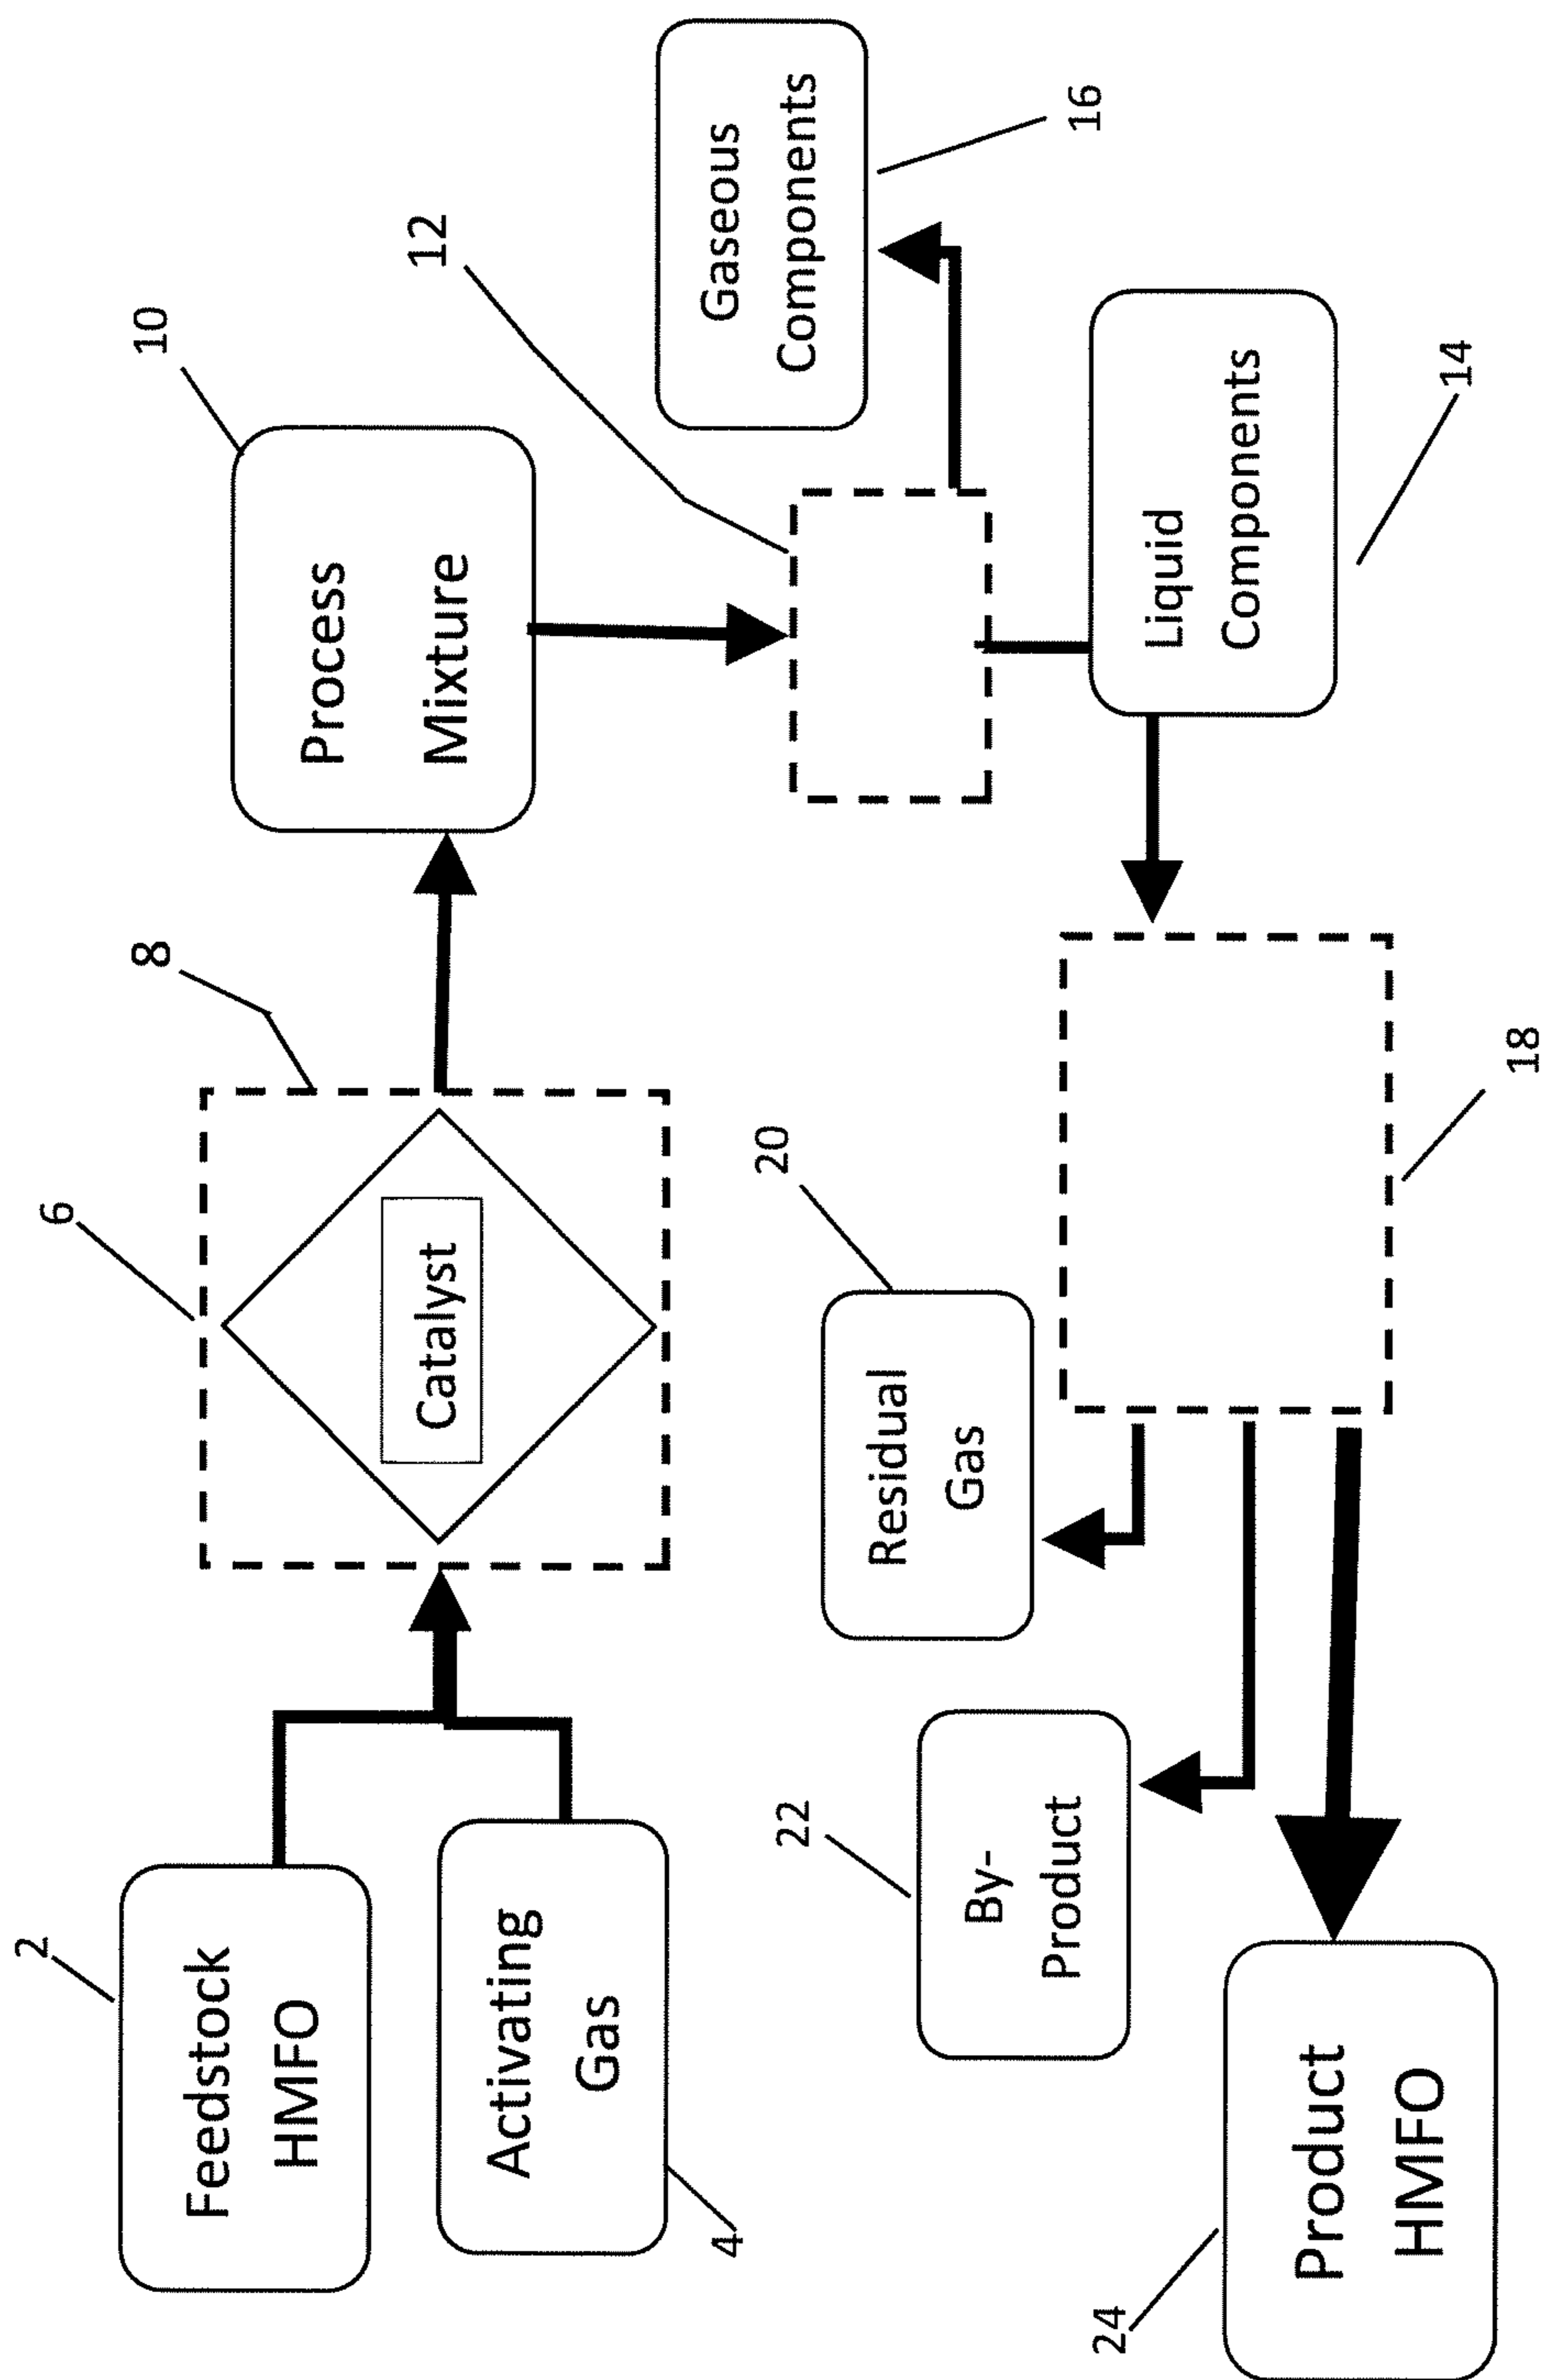 2
Feedstock
HMFO
4
Activating
Gas
6
Catalyst
8
10
Process
Mixture
12
Gaseous
Components
16
Liquid
Components
14
18
20
Residual
Gas
22
By-
Product
24
Product
HMFO